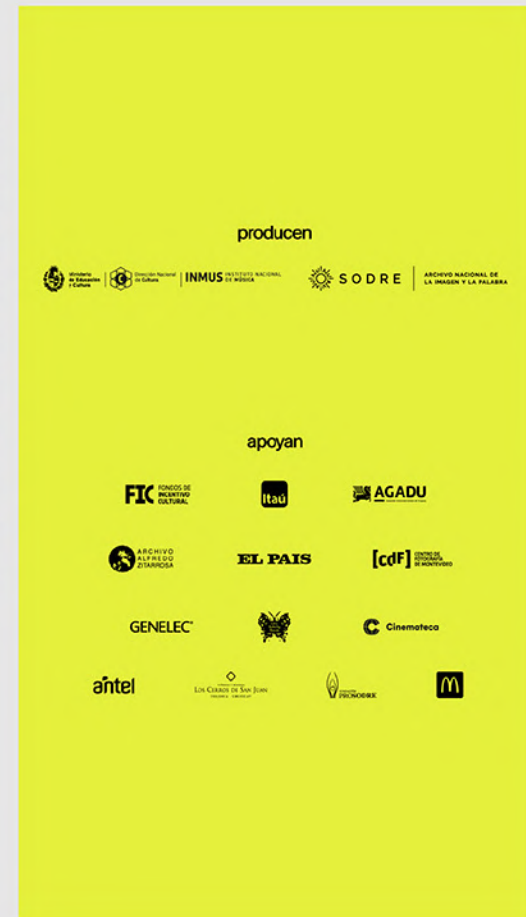 producen
Ministerio
de Educación
y Cultura
Dirección Nacional
de Cultura
INMUS INSTITUTO NACIONAL
DE MÚSICA
SODRE
ARCHIVO NACIONAL DE
LA IMAGEN Y LA PALABRA
apoyan
FIC FONDOS DE
INCENTIVO
CULTURAL
Itaú
AGADU
ARCHIVO
ALFREDO
ZITARROSA
EL PAIS
[cdF] CENTRO DE
FOTOGRAFÍA
DE MONTEVIDEO
GENELEC®
Cinemateca
antel
LOS CERROS DE SAN JUAN
PROSODRE